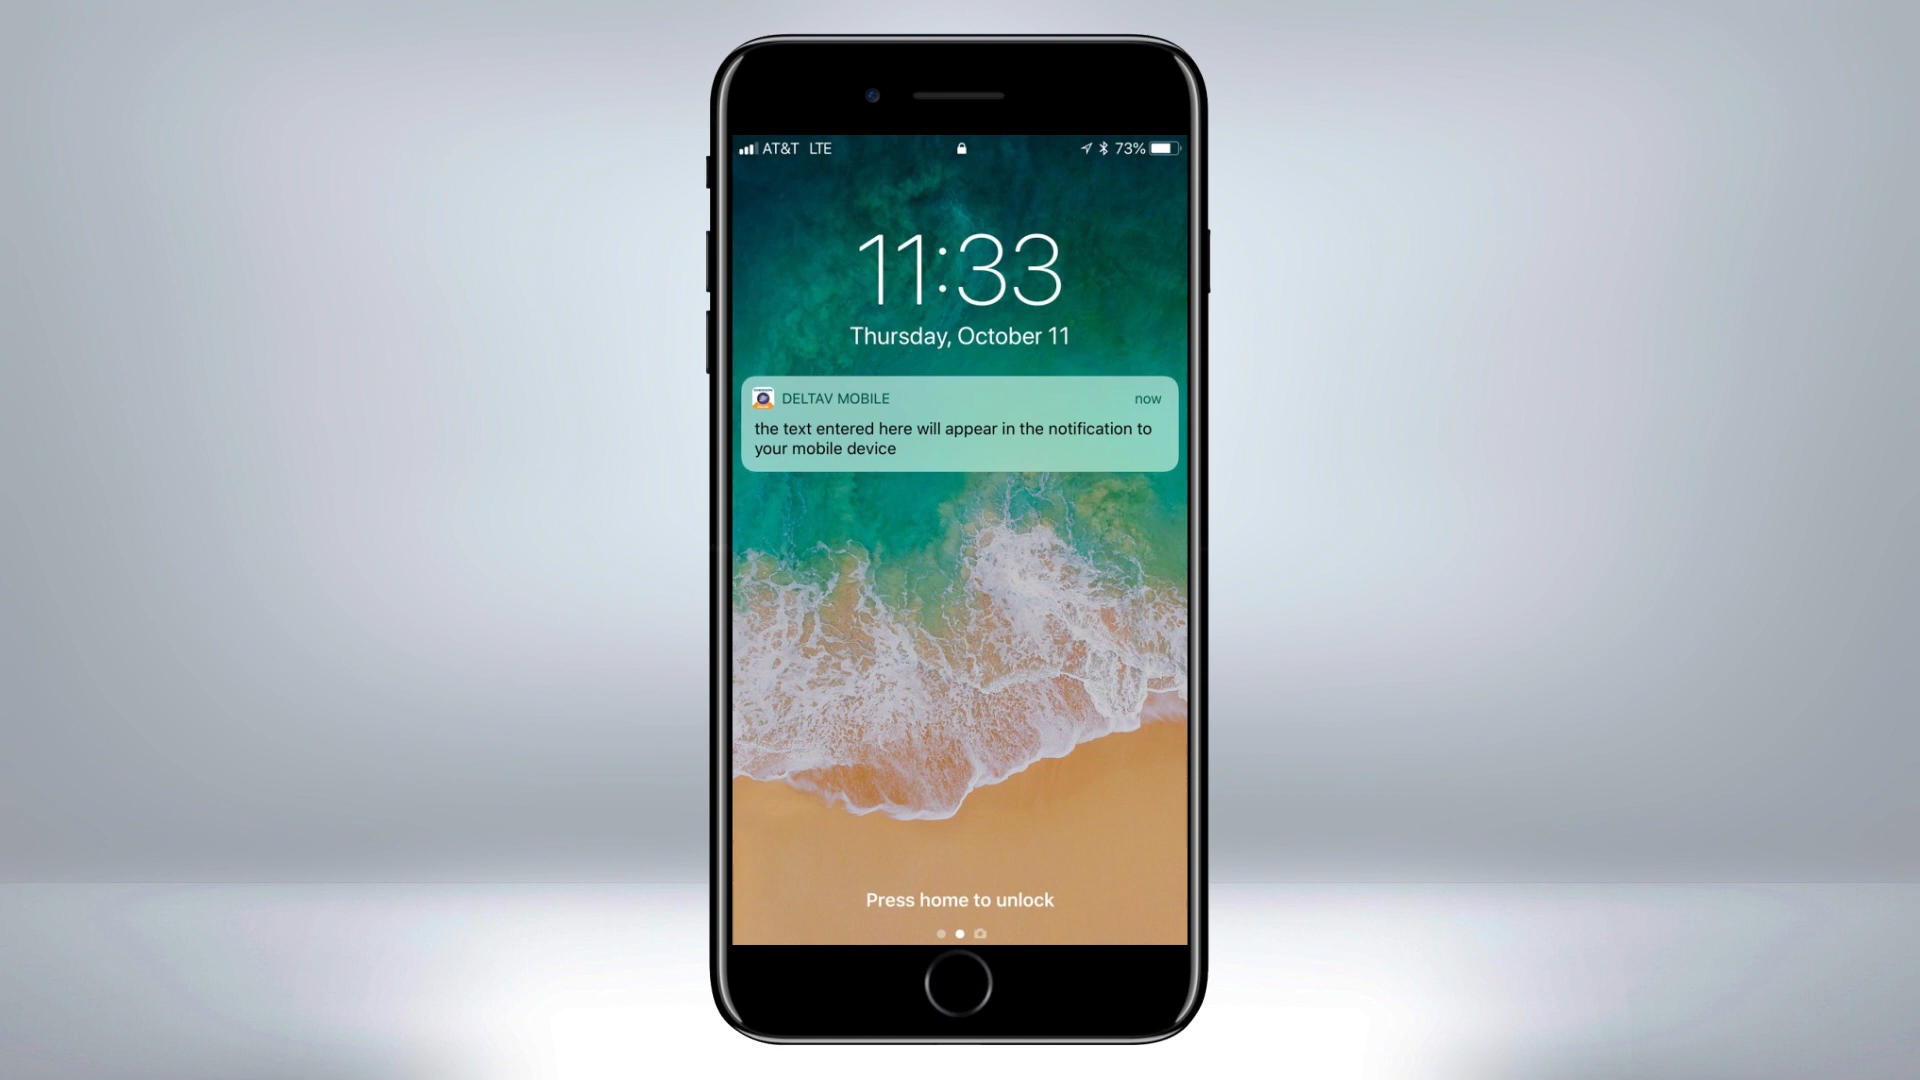 AT&T LTE 73%
11:33
Thursday, October 11
DELTAV MOBILE now
the text entered here will appear in the notification to
your mobile device
Press home to unlock